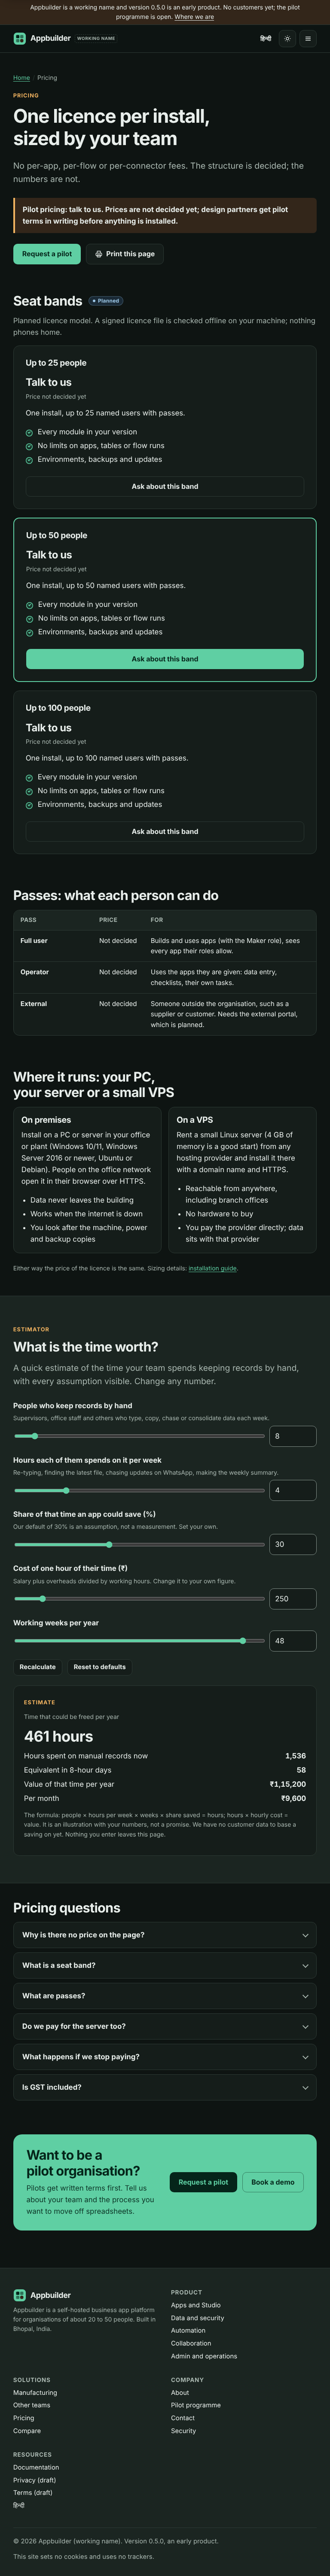 Appbuilder is a working name and version 0.5.0 is an early product. No customers yet; the pilot
programme is open. Where we are
Appbuilder WORKING NAME हिन्दी
Home / Pricing
PRICING
One licence per install,
sized by your team
No per-app, per-flow or per-connector fees. The structure is decided; the
numbers are not.
Pilot pricing: talk to us. Prices are not decided yet; design partners get pilot
terms in writing before anything is installed.
Request a pilot Print this page
Seat bands Planned
Planned licence model. A signed licence file is checked offline on your machine; nothing
phones home.
Up to 25 people
Talk to us
Price not decided yet
One install, up to 25 named users with passes.
Every module in your version
No limits on apps, tables or flow runs
Environments, backups and updates
Ask about this band
Up to 50 people
Talk to us
Price not decided yet
One install, up to 50 named users with passes.
Every module in your version
No limits on apps, tables or flow runs
Environments, backups and updates
Ask about this band
Up to 100 people
Talk to us
Price not decided yet
One install, up to 100 named users with passes.
Every module in your version
No limits on apps, tables or flow runs
Environments, backups and updates
Ask about this band
Passes: what each person can do
PASS PRICE FOR
Full user Not decided Builds and uses apps (with the Maker role), sees
every app their roles allow.
Operator Not decided Uses the apps they are given: data entry,
checklists, their own tasks.
External Not decided Someone outside the organisation, such as a
supplier or customer. Needs the external portal,
which is planned.
Where it runs: your PC,
your server or a small VPS
On premises
Install on a PC or server in your office
or plant (Windows 10/11, Windows
Server 2016 or newer, Ubuntu or
Debian). People on the office network
open it in their browser over HTTPS.
Data never leaves the building
Works when the internet is down
You look after the machine, power
and backup copies
On a VPS
Rent a small Linux server (4 GB of
memory is a good start) from any
hosting provider and install it there
with a domain name and HTTPS.
Reachable from anywhere,
including branch offices
No hardware to buy
You pay the provider directly; data
sits with that provider
Either way the price of the licence is the same. Sizing details: installation guide.
ESTIMATOR
What is the time worth?
A quick estimate of the time your team spends keeping records by hand,
with every assumption visible. Change any number.
People who keep records by hand
Supervisors, office staff and others who type, copy, chase or consolidate data each week.
8
Hours each of them spends on it per week
Re-typing, finding the latest file, chasing updates on WhatsApp, making the weekly summary.
4
Share of that time an app could save (%)
Our default of 30% is an assumption, not a measurement. Set your own.
30
Cost of one hour of their time (₹)
Salary plus overheads divided by working hours. Change it to your own figure.
250
Working weeks per year
48
Recalculate Reset to defaults
ESTIMATE
Time that could be freed per year
461 hours
Hours spent on manual records now 1,536
Equivalent in 8-hour days 58
Value of that time per year ₹1,15,200
Per month ₹9,600
The formula: people × hours per week × weeks × share saved = hours; hours × hourly cost =
value. It is an illustration with your numbers, not a promise. We have no customer data to base a
saving on yet. Nothing you enter leaves this page.
Pricing questions
Why is there no price on the page?
What is a seat band?
What are passes?
Do we pay for the server too?
What happens if we stop paying?
Is GST included?
Want to be a
pilot organisation?
Pilots get written terms first. Tell us
about your team and the process you
want to move off spreadsheets.
Request a pilot Book a demo
Appbuilder
Appbuilder is a self-hosted business app platform
for organisations of about 20 to 50 people. Built in
Bhopal, India.
PRODUCT
Apps and Studio
Data and security
Automation
Collaboration
Admin and operations
SOLUTIONS
Manufacturing
Other teams
Pricing
Compare
COMPANY
About
Pilot programme
Contact
Security
RESOURCES
Documentation
Privacy (draft)
Terms (draft)
हिन्दी
© 2026 Appbuilder (working name). Version 0.5.0, an early product.
This site sets no cookies and uses no trackers.